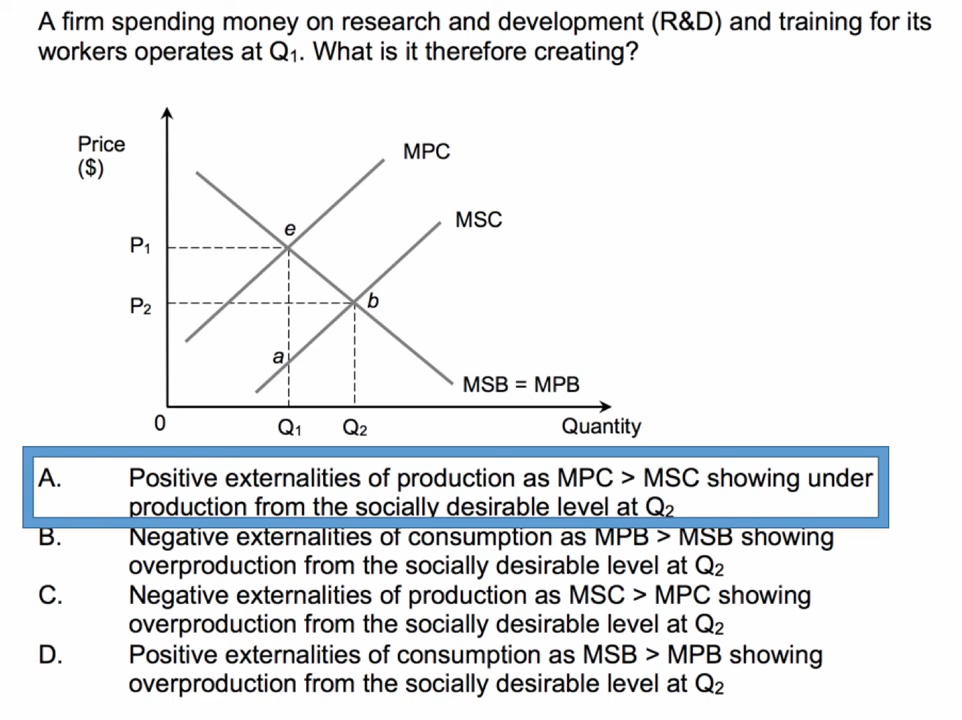 A firm spending money on research and development (R&D) and training for its
workers operates at Q₁. What is it therefore creating?
Price
($)
MPC
MSC
e
P₁
P₂
b
a
MSB = MPB
0
Q₁
Q₂
Quantity
A. Positive externalities of production as MPC > MSC showing under
production from the socially desirable level at Q₂
B. Negative externalities of consumption as MPB > MSB showing
overproduction from the socially desirable level at Q₂
C. Negative externalities of production as MSC > MPC showing
overproduction from the socially desirable level at Q₂
D. Positive externalities of consumption as MSB > MPB showing
overproduction from the socially desirable level at Q₂